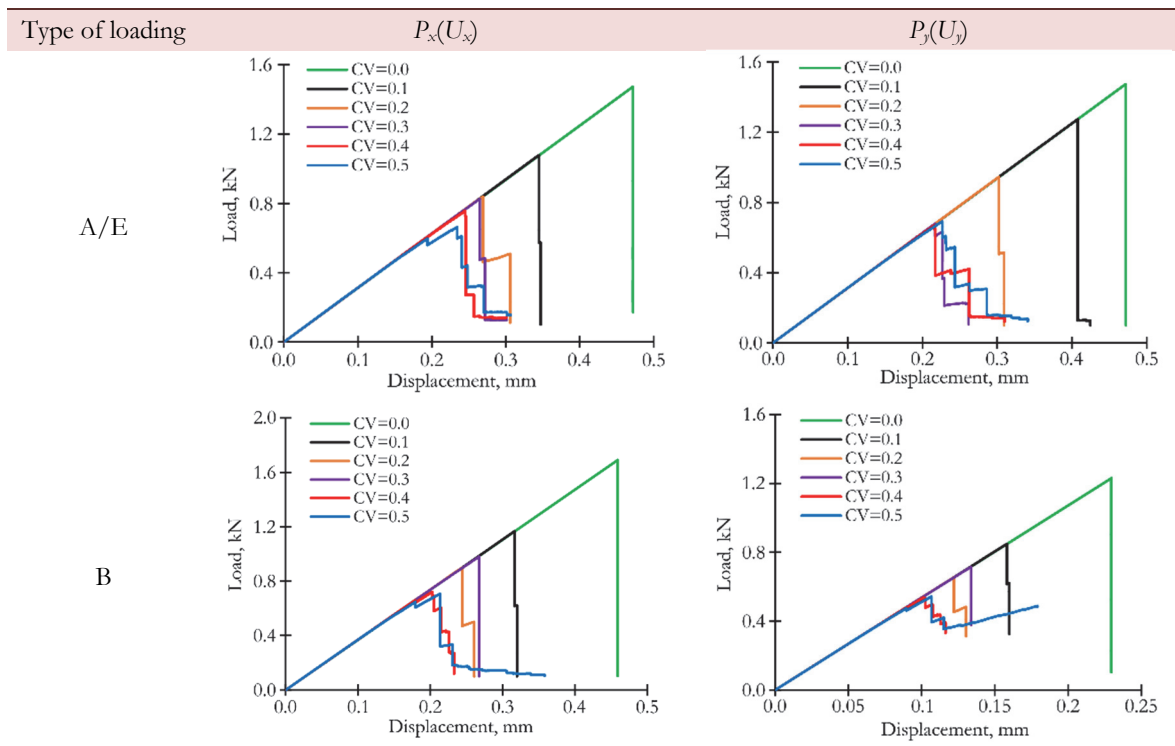 Type of loading Pₓ(Uₓ) Pᵧ(Uᵧ)
A/E
Load, kN
1.6
1.2
0.8
0.4
0.0
CV=0.0
CV=0.1
CV=0.2
CV=0.3
CV=0.4
CV=0.5
0.0 0.1 0.2 0.3 0.4 0.5
Displacement, mm
Load, kN
1.6
1.2
0.8
0.4
0.0
CV=0.0
CV=0.1
CV=0.2
CV=0.3
CV=0.4
CV=0.5
0.0 0.1 0.2 0.3 0.4 0.5
Displacement, mm
B
Load, kN
2.0
1.6
1.2
0.8
0.4
0.0
CV=0.0
CV=0.1
CV=0.2
CV=0.3
CV=0.4
CV=0.5
0.0 0.1 0.2 0.3 0.4 0.5
Displacement, mm
Load, kN
1.6
1.2
0.8
0.4
0.0
CV=0.0
CV=0.1
CV=0.2
CV=0.3
CV=0.4
CV=0.5
0.0 0.05 0.1 0.15 0.20 0.25
Displacement, mm